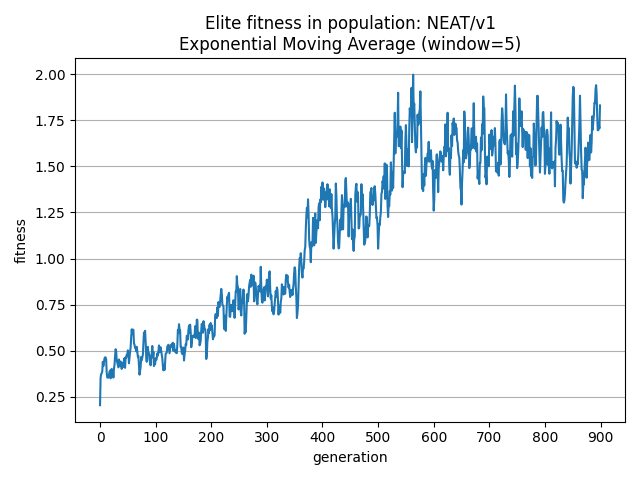 Elite fitness in population: NEAT/v1
Exponential Moving Average (window=5)
2.00
1.75
1.50
1.25
1.00
0.75
0.50
0.25
fitness
0 100 200 300 400 500 600 700 800 900
generation